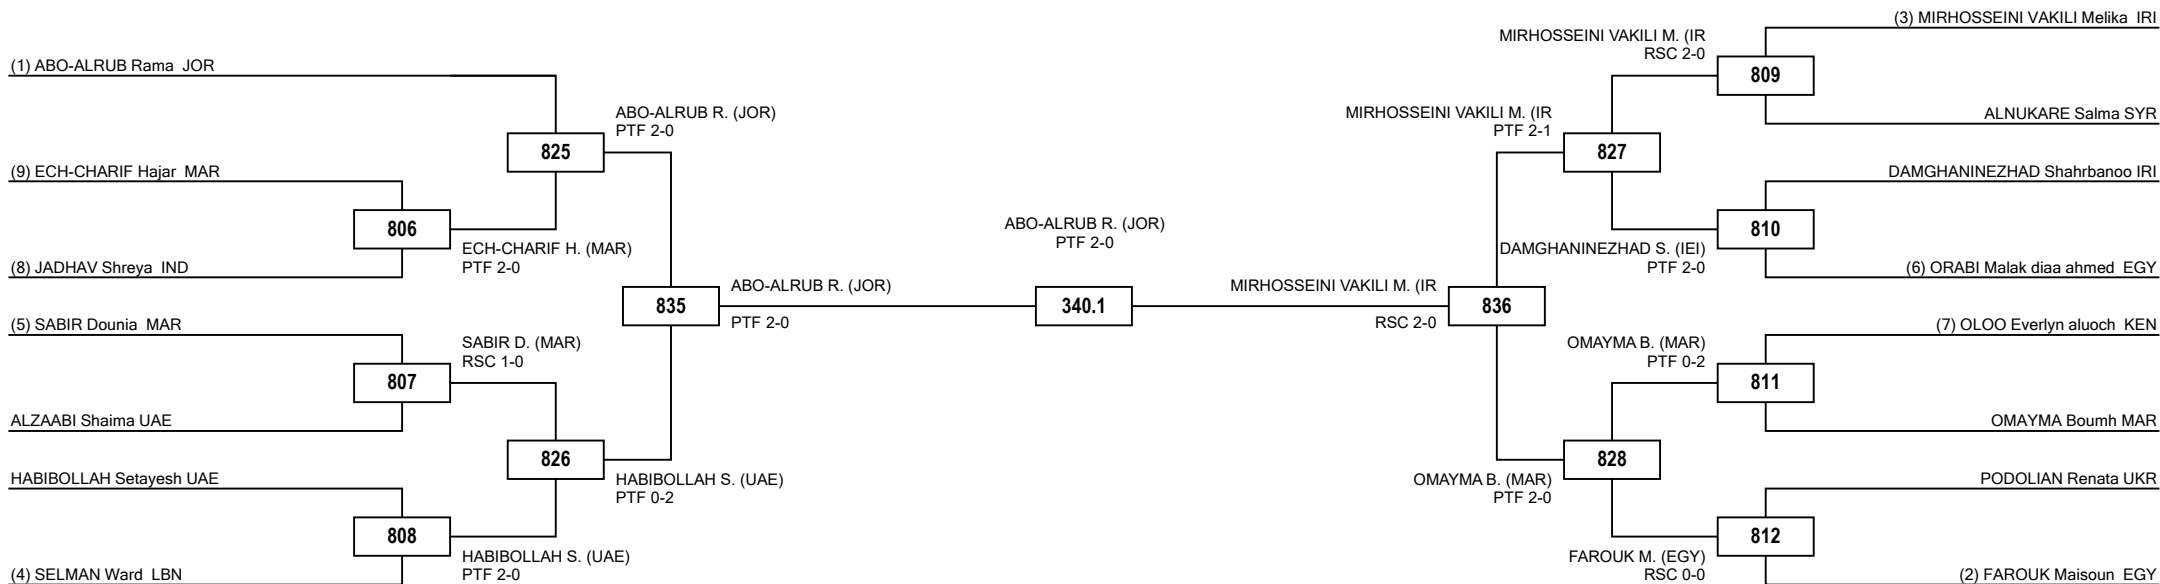 (1) ABO-ALRUB Rama JOR
(9) ECH-CHARIF Hajar MAR
(8) JADHAV Shreya IND
(5) SABIR Dounia MAR
ALZAABI Shaima UAE
HABIBOLLAH Setayesh UAE
(4) SELMAN Ward LBN
806
ECH-CHARIF H. (MAR)
PTF 2-0
SABIR D. (MAR)
RSC 1-0
807
808
HABIBOLLAH S. (UAE)
PTF 2-0
ABO-ALRUB R. (JOR)
PTF 2-0
825
826
HABIBOLLAH S. (UAE)
PTF 0-2
835
ABO-ALRUB R. (JOR)
PTF 2-0
ABO-ALRUB R. (JOR)
PTF 2-0
340.1
MIRHOSSEINI VAKILI M. (IR
RSC 2-0
836
MIRHOSSEINI VAKILI M. (IR
PTF 2-1
827
OMAYMA B. (MAR)
PTF 2-0
828
MIRHOSSEINI VAKILI M. (IR
RSC 2-0
809
DAMGHANINEZHAD S. (IEI)
PTF 2-0
810
OMAYMA B. (MAR)
PTF 0-2
811
FAROUK M. (EGY)
RSC 0-0
812
(3) MIRHOSSEINI VAKILI Melika IRI
ALNUKARE Salma SYR
DAMGHANINEZHAD Shahrbanoo IRI
(6) ORABI Malak diaa ahmed EGY
(7) OLOO Everlyn aluoch KEN
OMAYMA Boumh MAR
PODOLIAN Renata UKR
(2) FAROUK Maisoun EGY